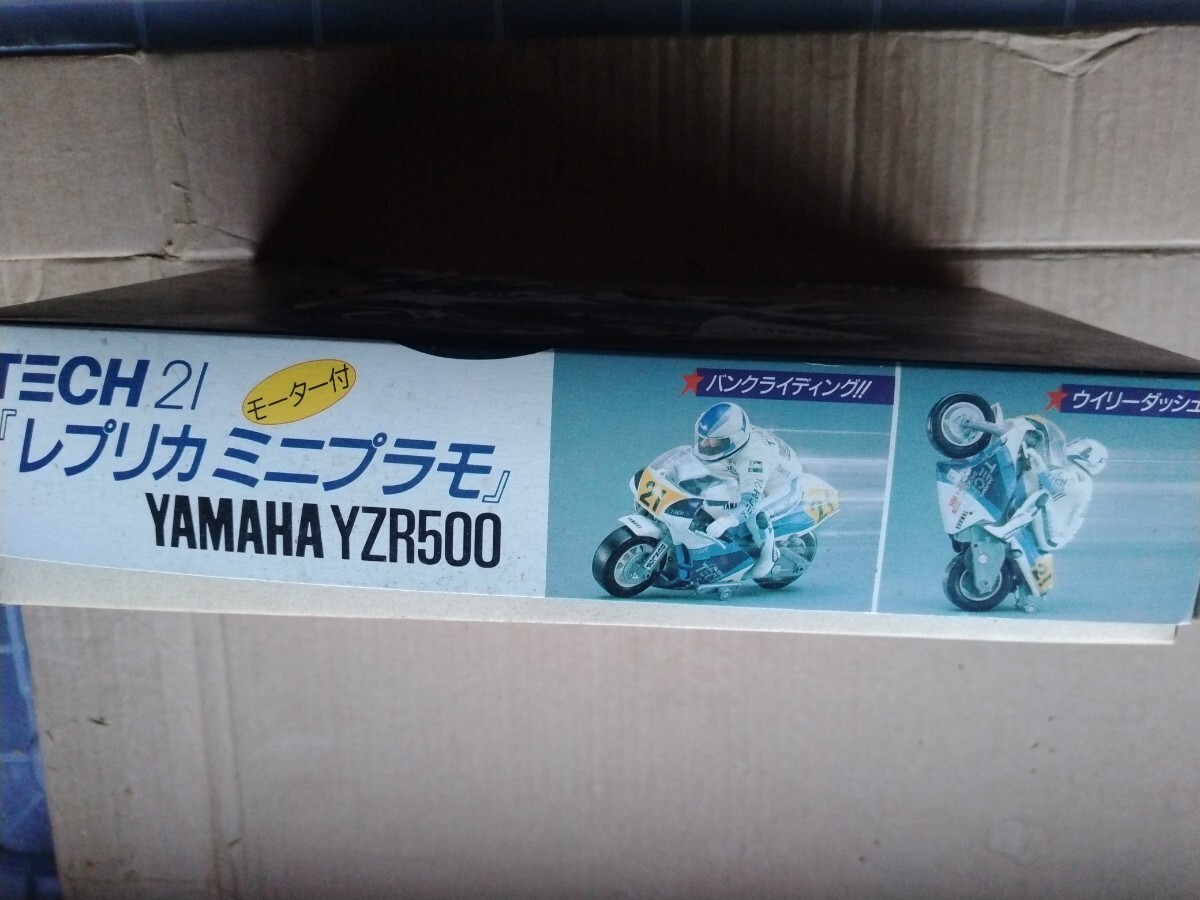 TECH 21
モーター付
『レプリカ ミニプラモ』
YAMAHA YZR500
バンクライディング!!
ウイリーダッシュ
21